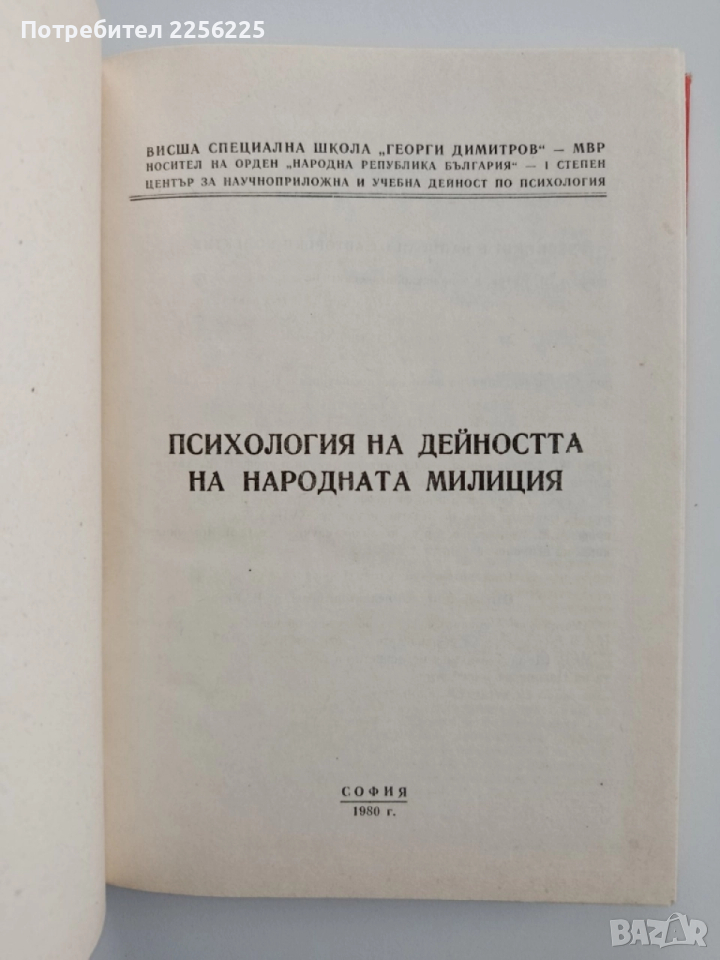 Потребител 2256225
ВИСША СПЕЦИАЛНА ШКОЛА „ГЕОРГИ ДИМИТРОВ“ — МВР
НОСИТЕЛ НА ОРДЕН „НАРОДНА РЕПУБЛИКА БЪЛГАРИЯ“ — I СТЕПЕН
ЦЕНТЪР ЗА НАУЧНОПРИЛОЖНА И УЧЕБНА ДЕЙНОСТ ПО ПСИХОЛОГИЯ
ПСИХОЛОГИЯ НА ДЕЙНОСТТА
НА НАРОДНАТА МИЛИЦИЯ
СОФИЯ
1980 г.
BAZAR